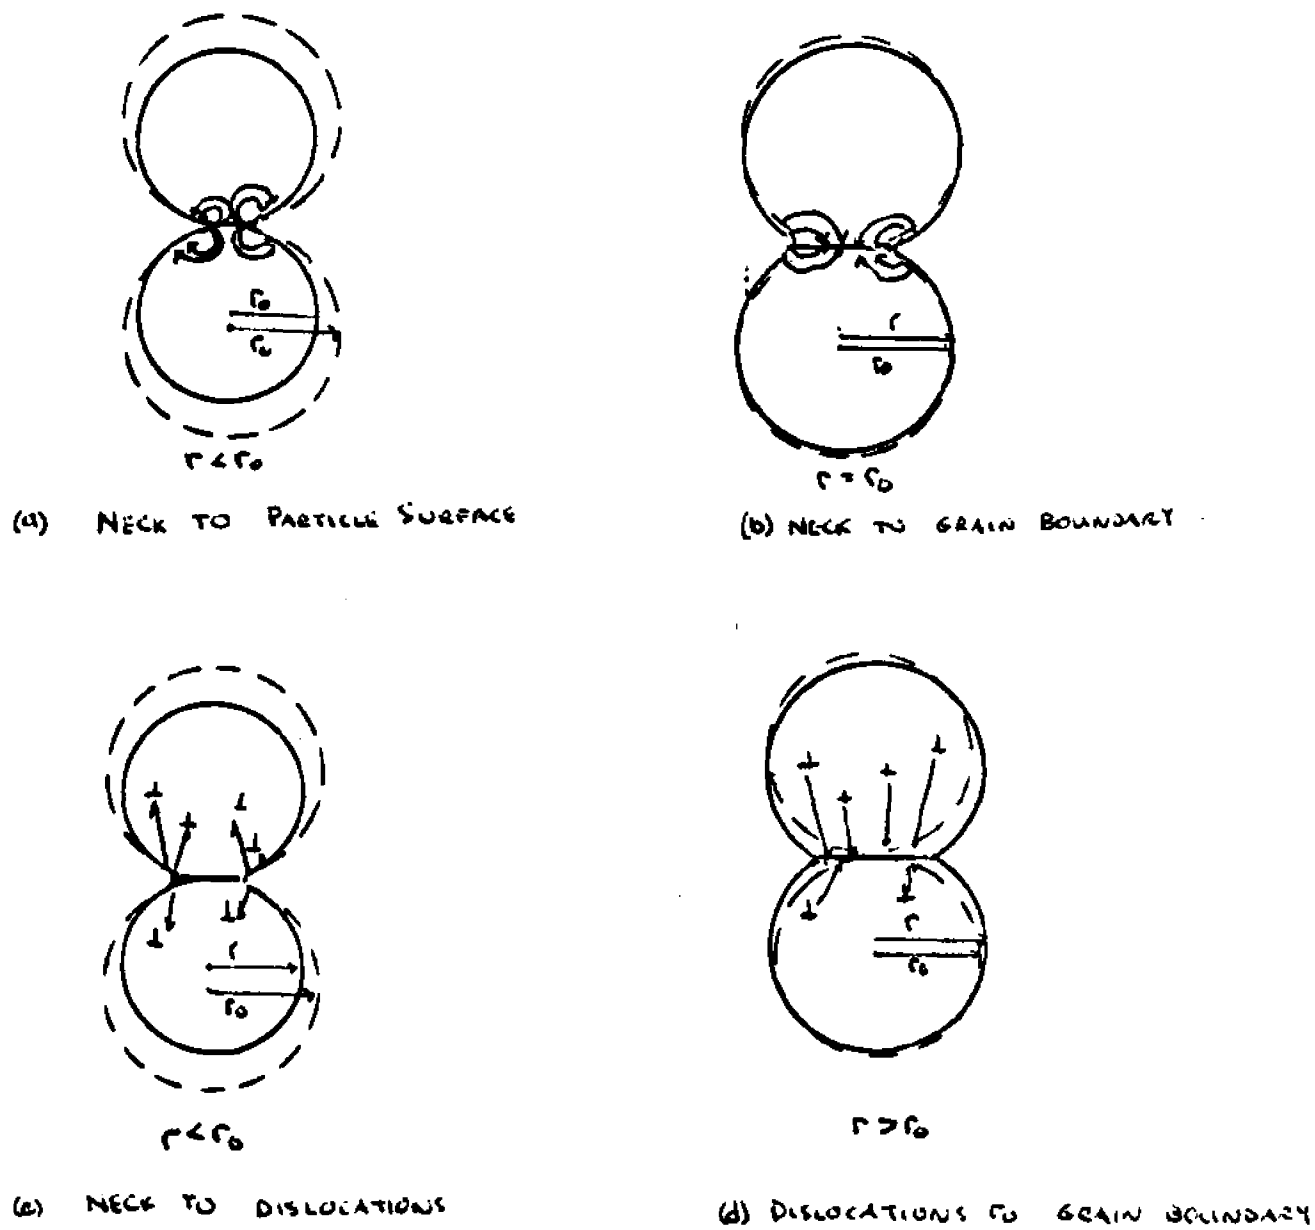 r₀
r₀
r < r₀
(a) NECK TO PARTICLE SURFACE
r
r₀
r = r₀
(b) NECK TO GRAIN BOUNDARY
r
r₀
r < r₀
(c) NECK TO DISLOCATIONS
r
r₀
r > r₀
(d) DISLOCATIONS TO GRAIN BOUNDARY